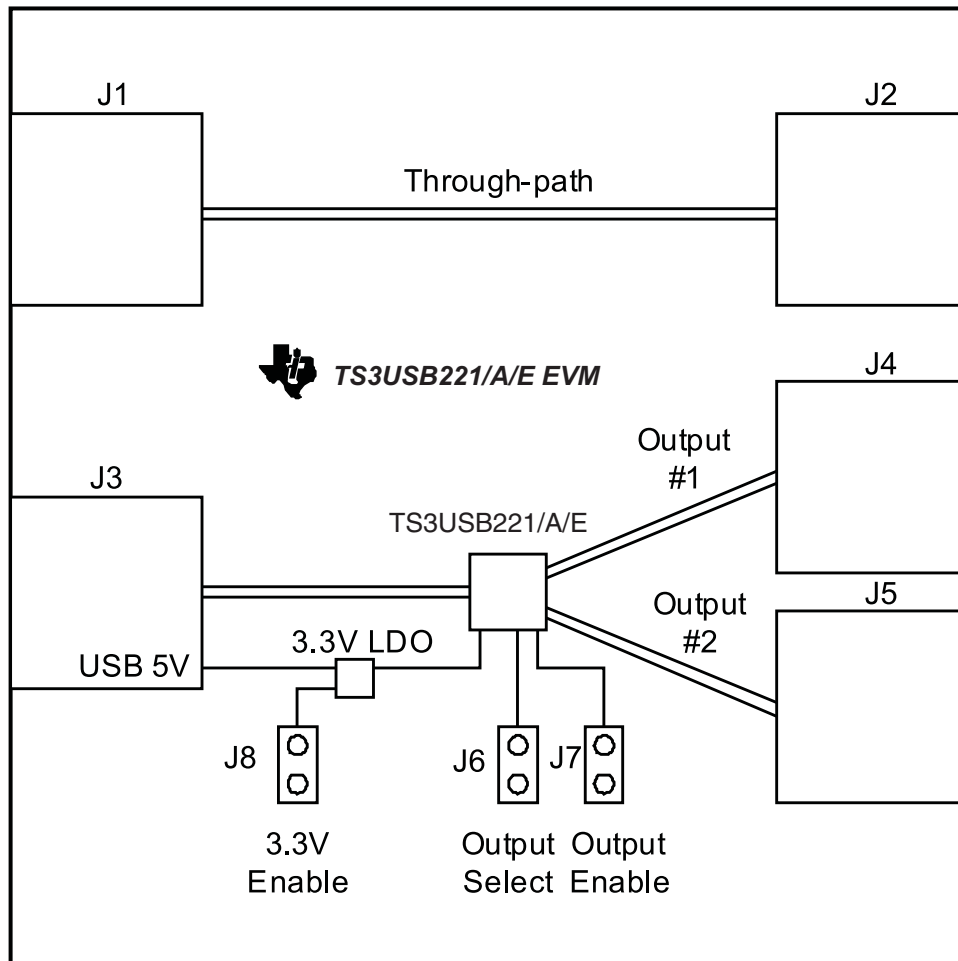 J1
J2
Through-path
TS3USB221/A/E EVM
J4
Output
#1
J3
TS3USB221/A/E
J5
Output
#2
3.3V LDO
USB 5V
J8
J6
J7
3.3V
Enable
Output
Select
Output
Enable